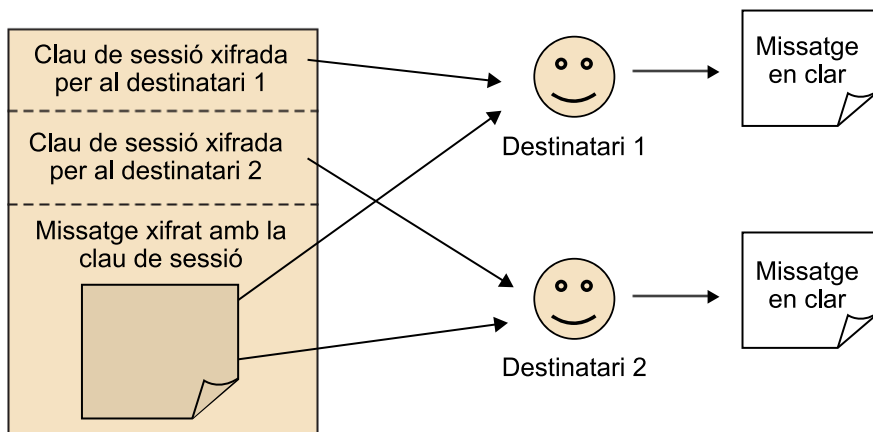 Clau de sessió xifrada
per al destinatari 1
Clau de sessió xifrada
per al destinatari 2
Missatge xifrat amb la
clau de sessió
Destinatari 1
Missatge
en clar
Destinatari 2
Missatge
en clar